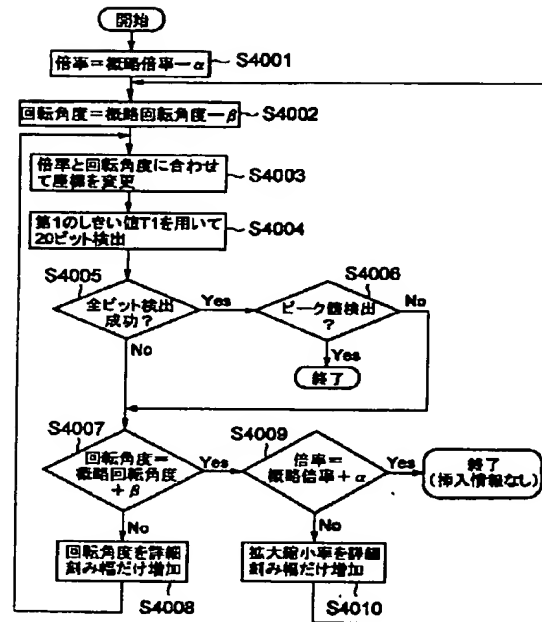 開始
倍率=概略倍率-α
S4001
回転角度=概略回転角度-β
S4002
倍率と回転角度に合わせ
て座標を変更
S4003
第1のしきい値T1を用いて
20ビット検出
S4004
S4005
全ビット検出
成功?
Yes
No
S4006
ピーク値検出
?
No
Yes
終了
S4007
回転角度=
概略回転角度
+β
Yes
No
S4009
倍率=
概略倍率+α
Yes
No
終了
(挿入情報なし)
回転角度を詳細
刻み幅だけ増加
S4008
拡大縮小率を詳細
刻み幅だけ増加
S4010